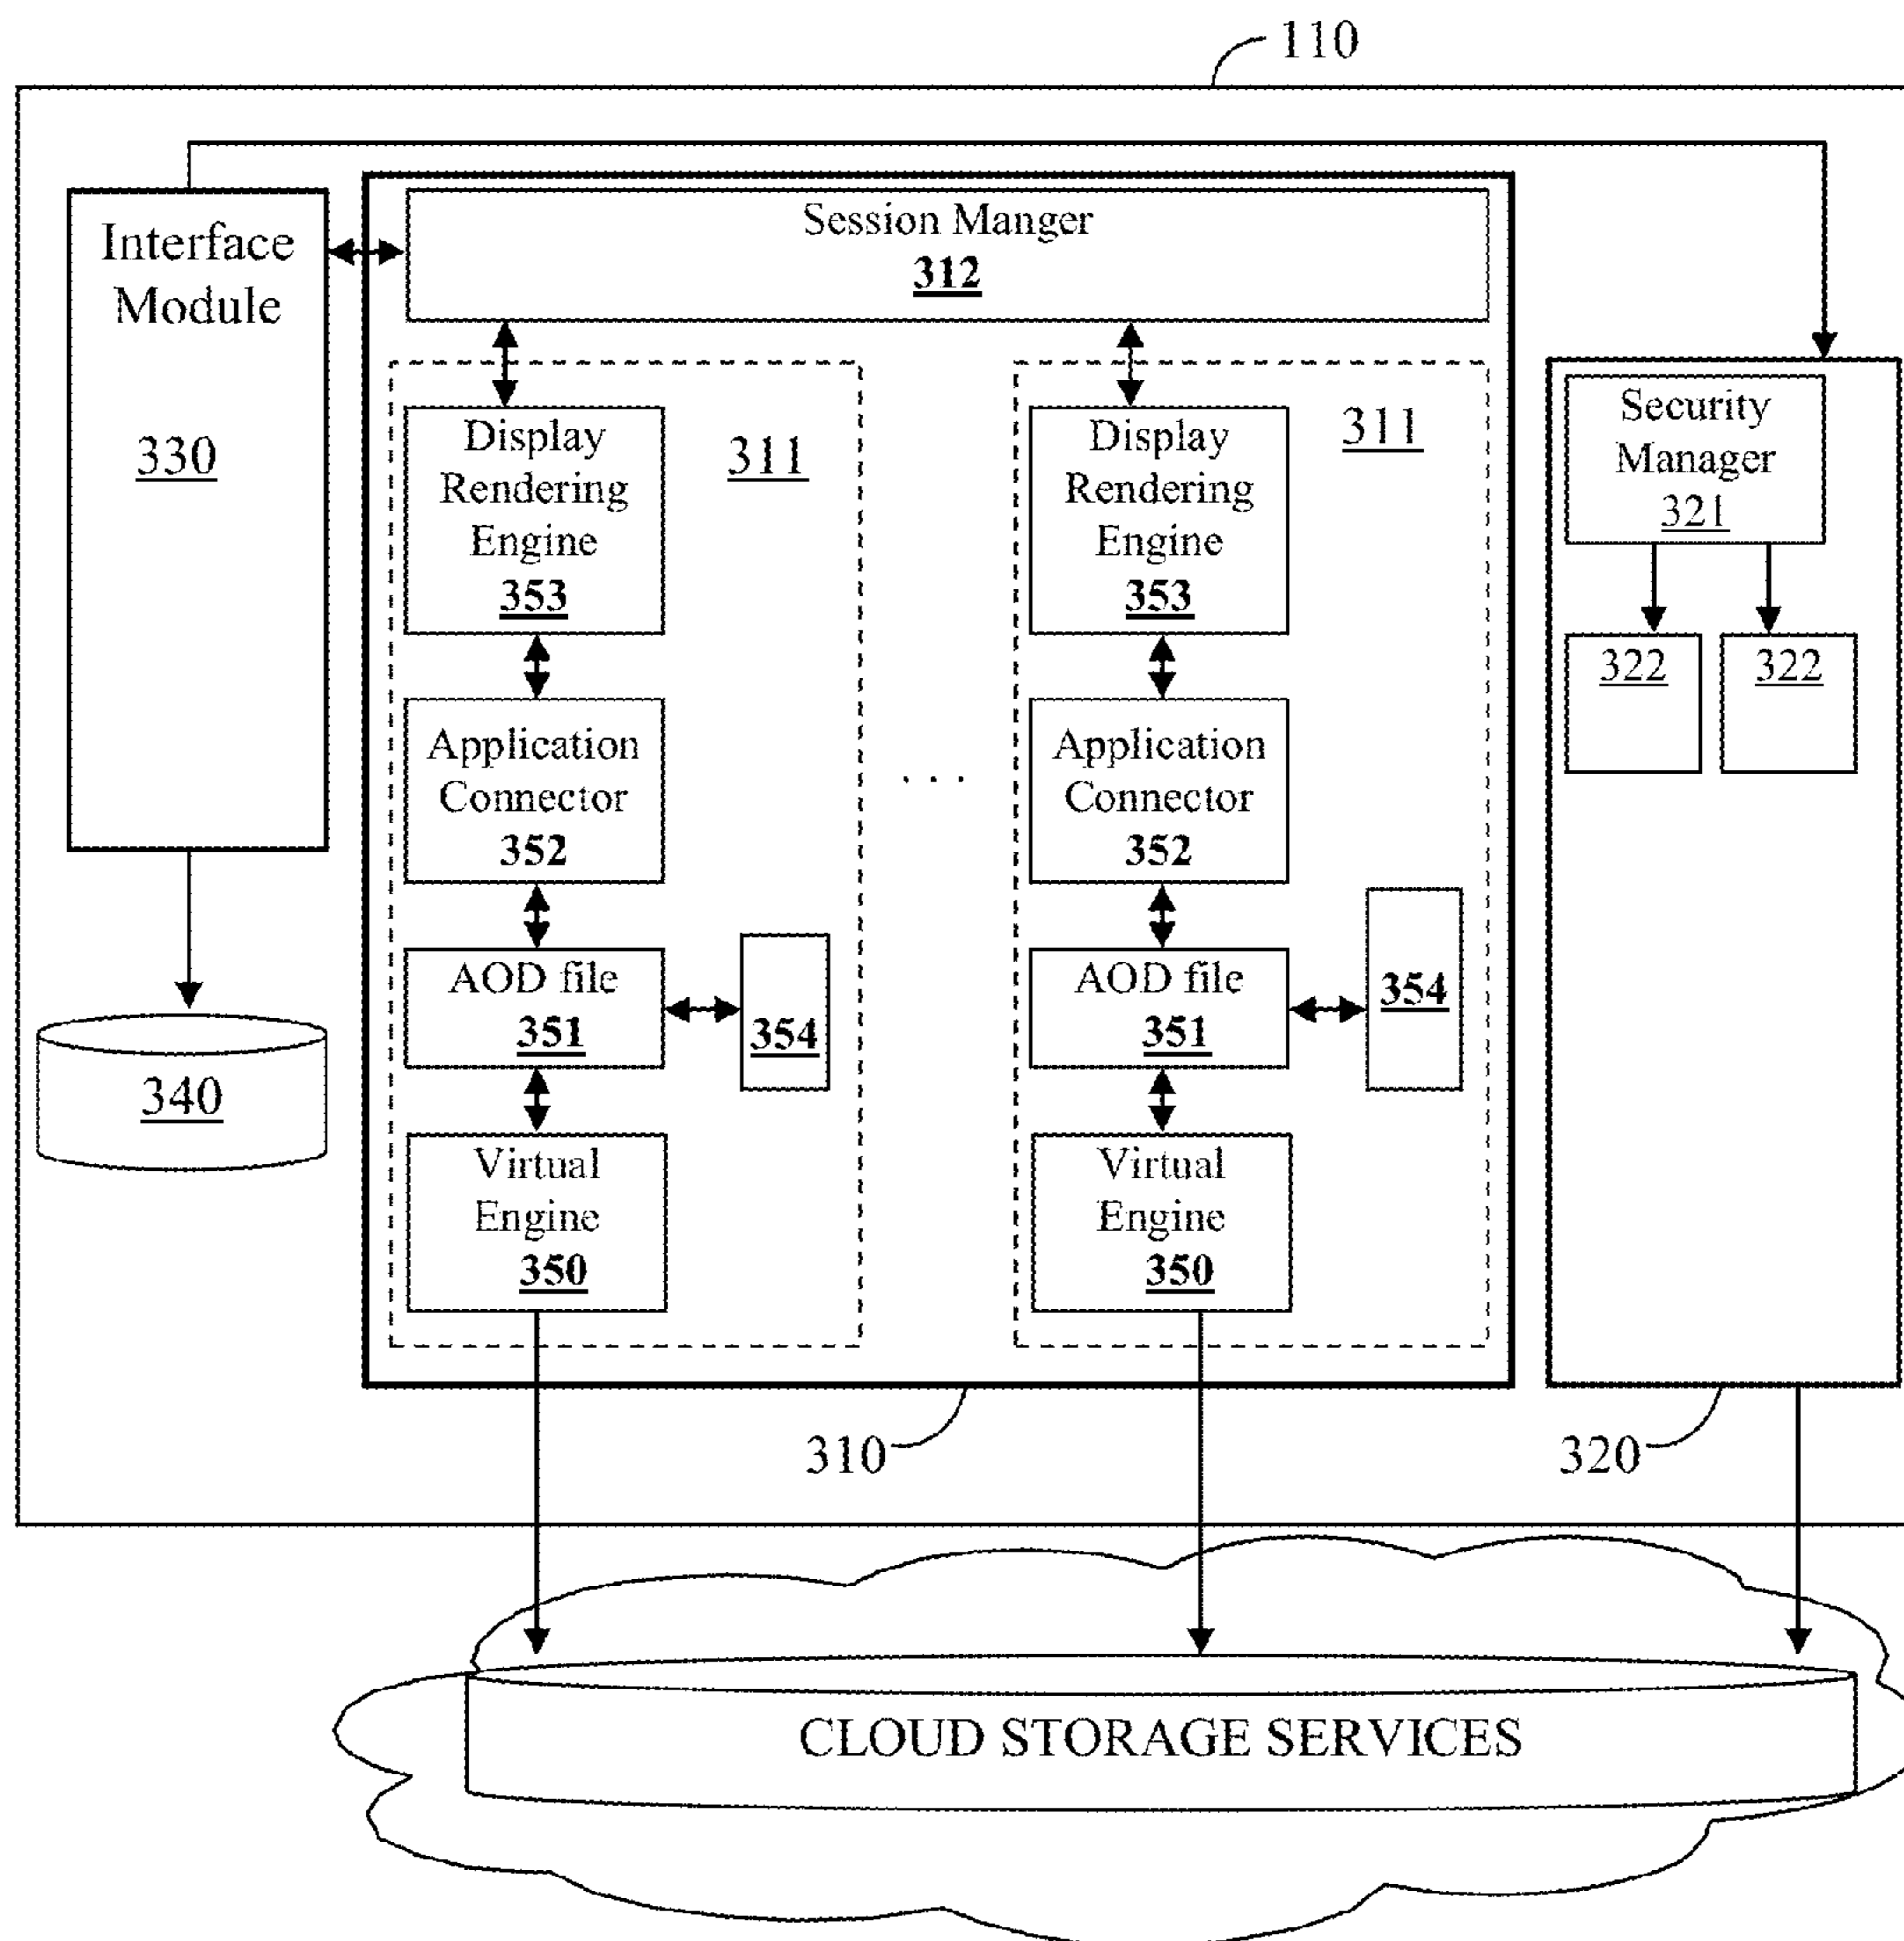 110
Interface
Module
330
Session Manger
312
311
Display
Rendering
Engine
353
Application
Connector
352
AOD file
351
354
Virtual
Engine
350
. . .
311
Display
Rendering
Engine
353
Application
Connector
352
AOD file
351
354
Virtual
Engine
350
Security
Manager
321
322
322
340
310
320
CLOUD STORAGE SERVICES